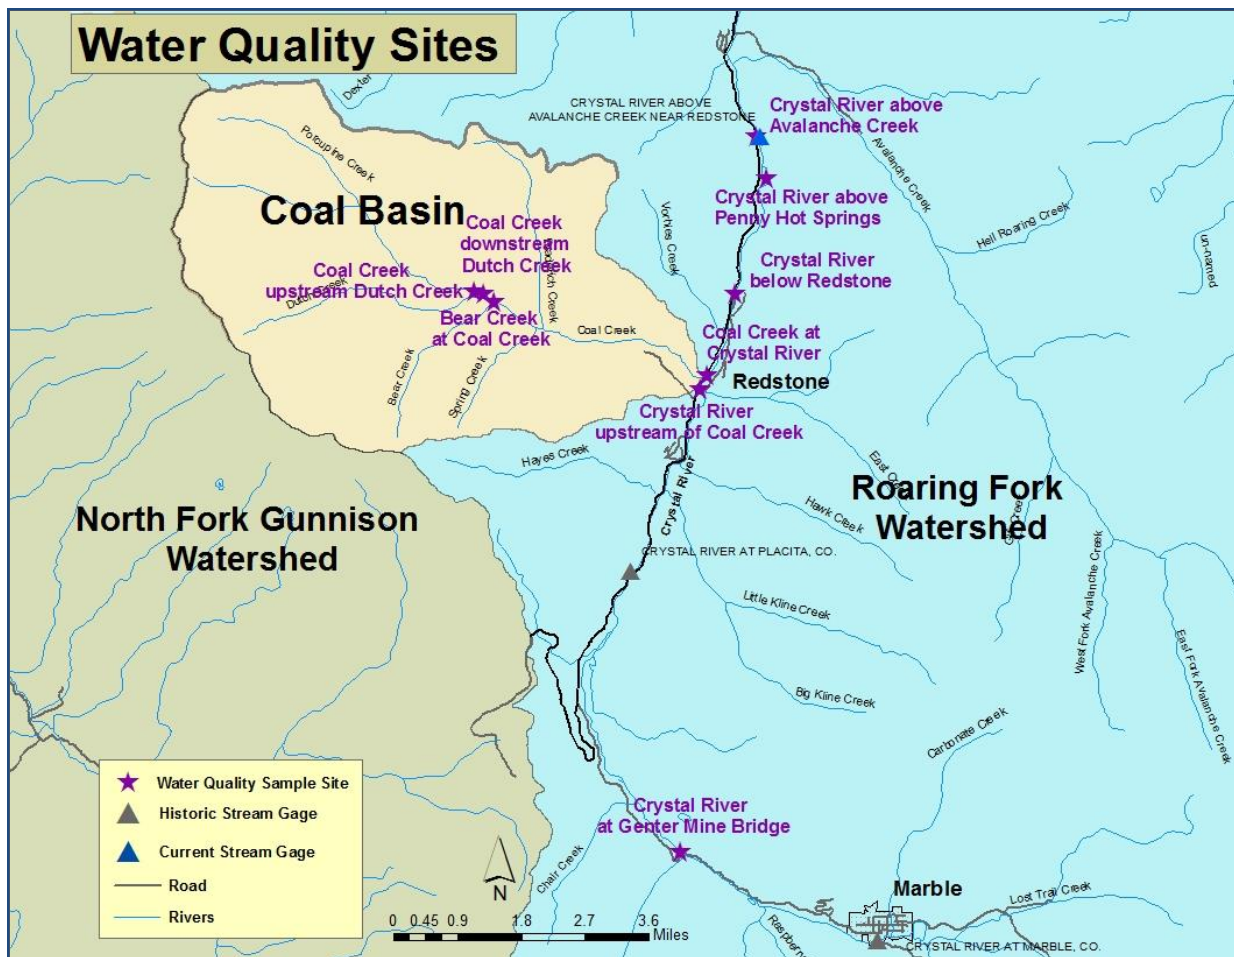 Water Quality Sites
Dexter
CRYSTAL RIVER ABOVE
AVALANCHE CREEK NEAR REDSTONE
Crystal River above
Avalanche Creek
Porcupine Creek
Avalanche Creek
Coal Basin
Crystal River above
Penny Hot Springs
Vorhies Creek
Hell Roaring Creek
un-named
Coal Creek
downstream
Dutch Creek
Coal Creek
upstream Dutch Creek
Dutch Creek
Crystal River
below Redstone
Bear Creek
at Coal Creek
Coal Creek
Coal Creek at
Crystal River
Redstone
Bear Creek
Spring Creek
Crystal River
upstream of Coal Creek
Hayes Creek
Crystal River
East Creek
Hawk Creek
Roaring Fork
Watershed
North Fork Gunnison
Watershed
CRYSTAL RIVER AT PLACITA, CO.
West Fork Avalanche Creek
East Fork Avalanche Creek
Little Kline Creek
Big Kline Creek
Carbonate Creek
Water Quality Sample Site
Historic Stream Gage
Current Stream Gage
Road
Rivers
Crystal River
at Genter Mine Bridge
Chair Creek
N
0 0.45 0.9 1.8 2.7 3.6
Miles
Marble
Lost Trail Creek
CRYSTAL RIVER AT MARBLE, CO.